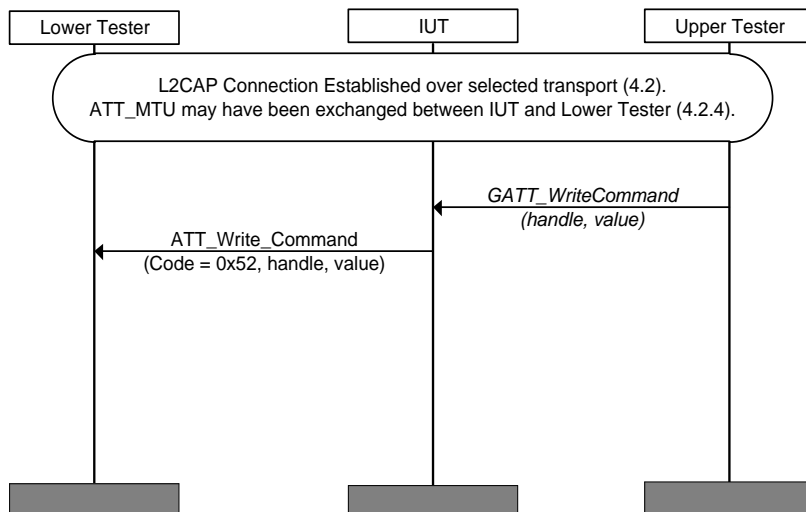 Lower Tester
IUT
Upper Tester
L2CAP Connection Established over selected transport (4.2).
ATT_MTU may have been exchanged between IUT and Lower Tester (4.2.4).
GATT_WriteCommand
(handle, value)
ATT_Write_Command
(Code = 0x52, handle, value)